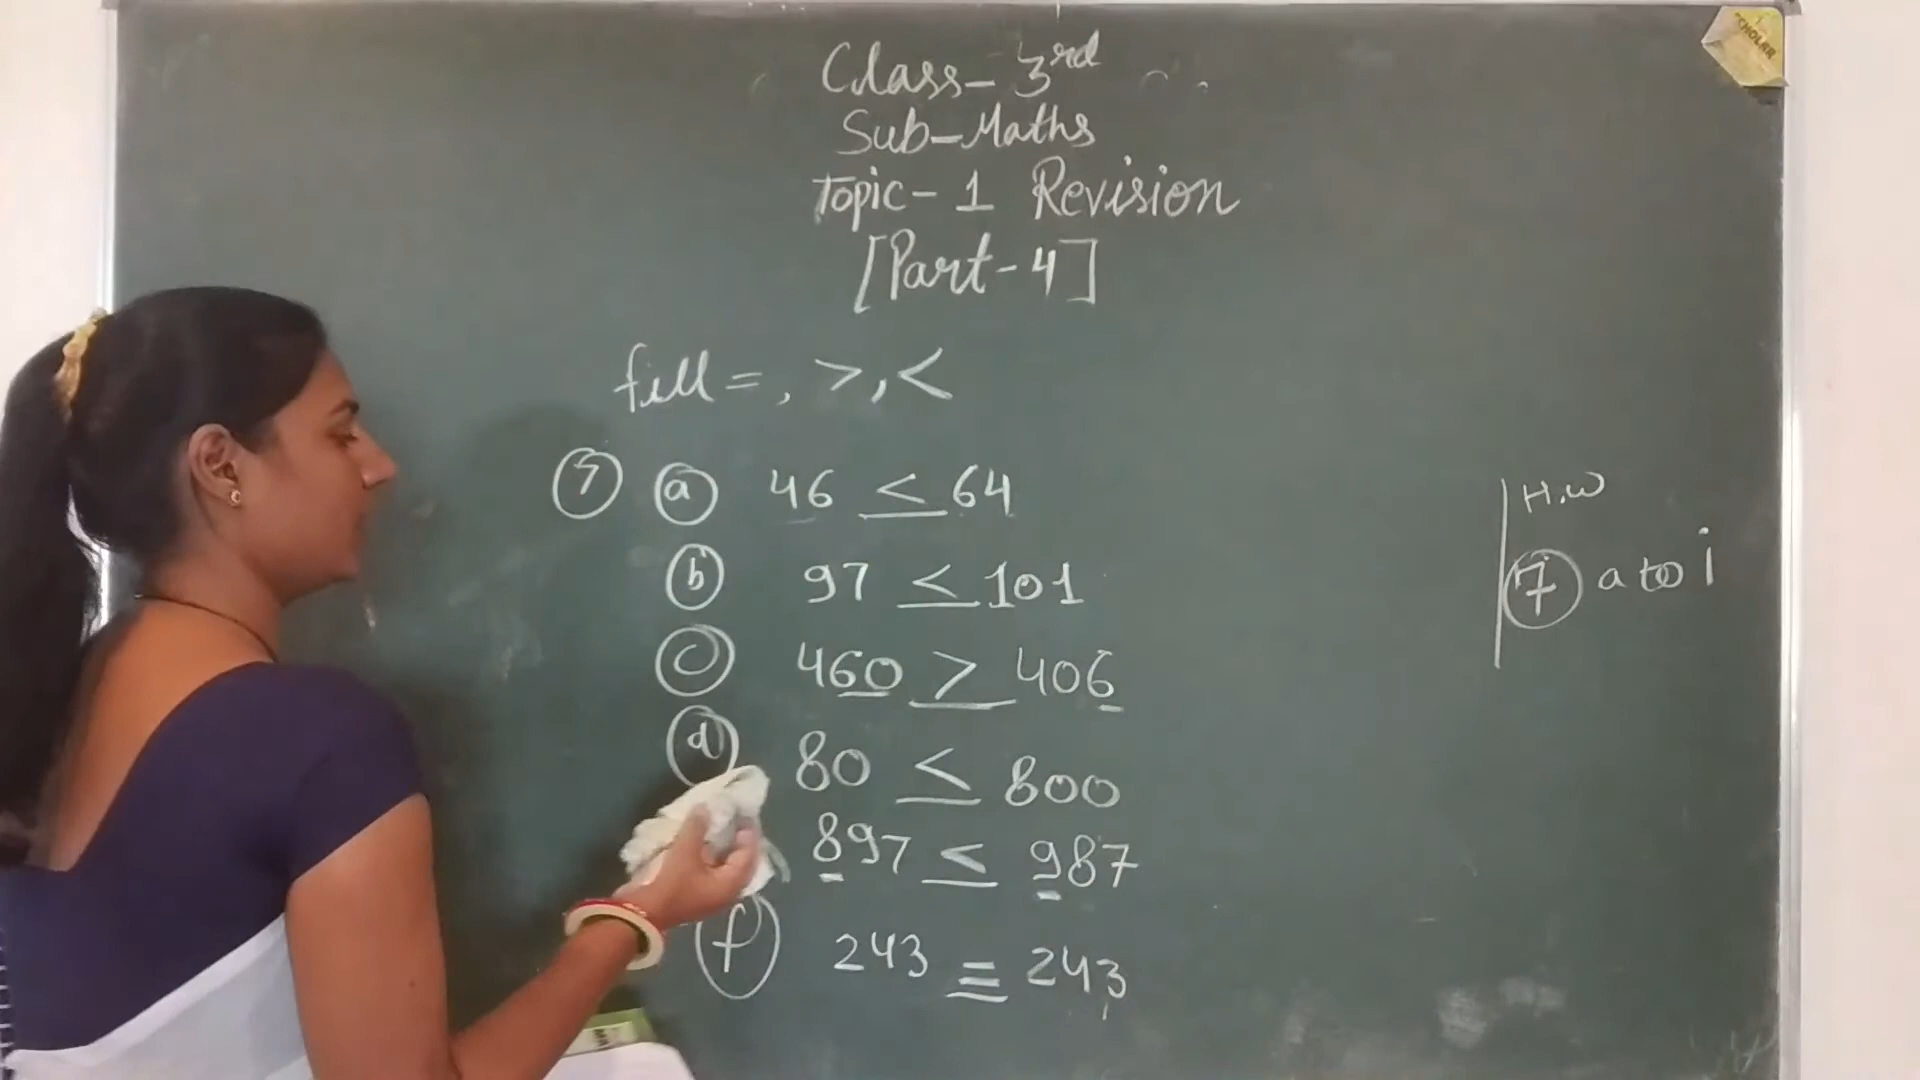 Class- 3rd
Sub-Maths
Topic- 1 Revision
[Part-4]
fill =, >, <
7 a 46 < 64
b 97 < 101
c 460 > 406
d 80 < 800
897 < 987
f 243 = 243
H.W
7 a to i
SCHOLAR